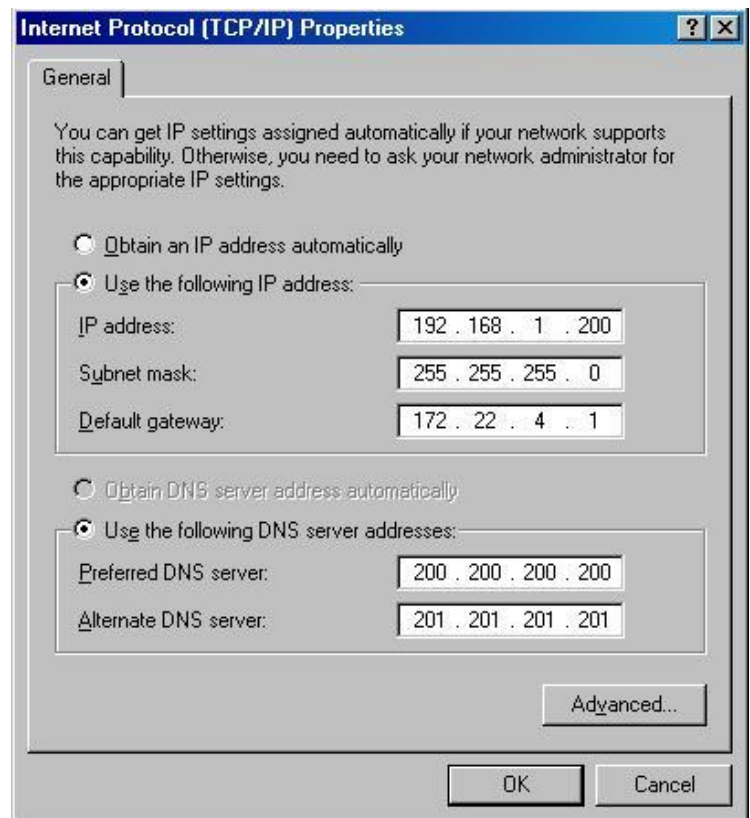 Internet Protocol (TCP/IP) Properties
General
You can get IP settings assigned automatically if your network supports
this capability. Otherwise, you need to ask your network administrator for
the appropriate IP settings.
Obtain an IP address automatically
Use the following IP address:
IP address: 192 . 168 . 1 . 200
Subnet mask: 255 . 255 . 255 . 0
Default gateway: 172 . 22 . 4 . 1
Obtain DNS server address automatically
Use the following DNS server addresses:
Preferred DNS server: 200 . 200 . 200 . 200
Alternate DNS server: 201 . 201 . 201 . 201
Advanced...
OK Cancel